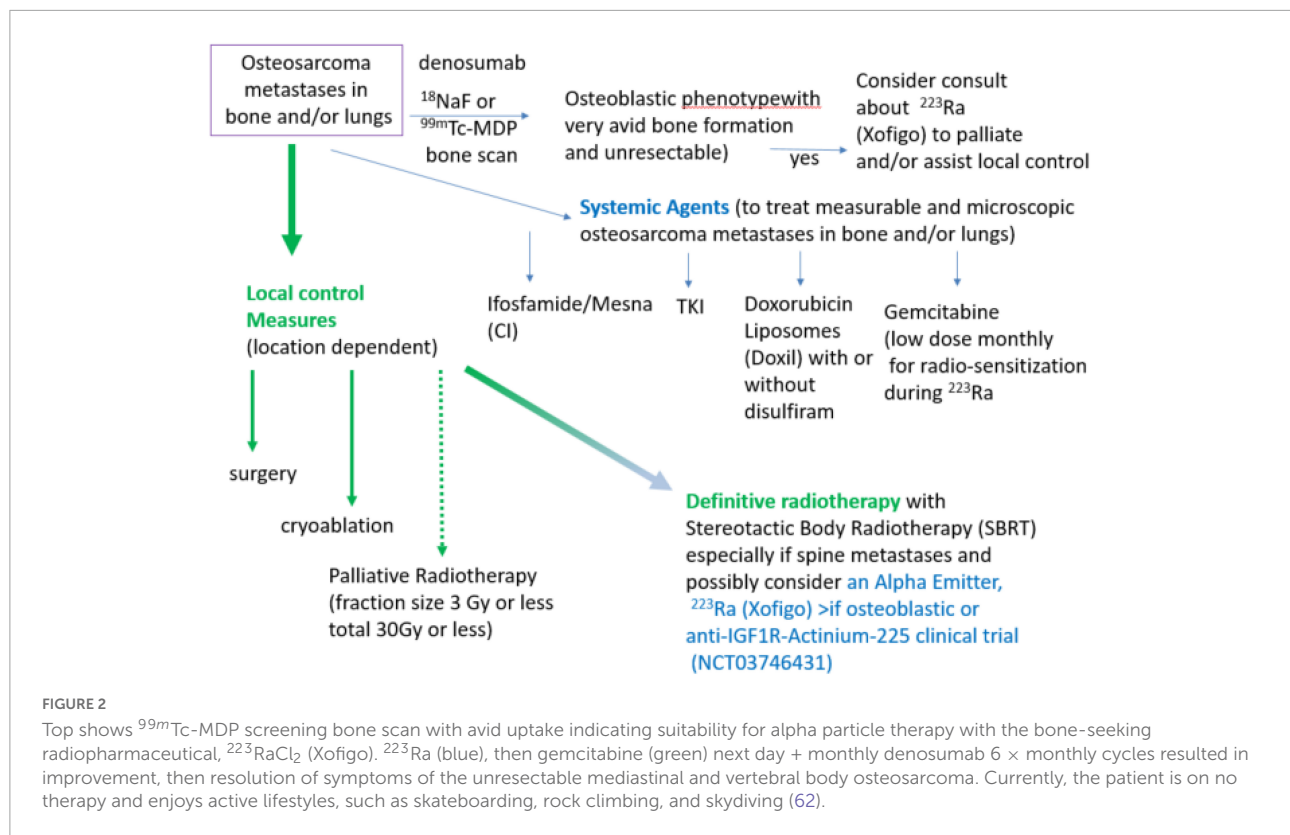 Osteosarcoma
metastases in
bone and/or lungs
denosumab
¹⁸NaF or
⁹⁹ᵐTc-MDP
bone scan
Osteoblastic phenotypewith
very avid bone formation
and unresectable)
yes
Consider consult
about ²²³Ra
(Xofigo) to palliate
and/or assist local control
Systemic Agents (to treat measurable and microscopic
osteosarcoma metastases in bone and/or lungs)
Local control
Measures
(location dependent)
Ifosfamide/Mesna
(CI)
TKI
Doxorubicin
Liposomes
(Doxil) with or
without
disulfiram
Gemcitabine
(low dose monthly
for radio-sensitization
during ²²³Ra
surgery
cryoablation
Palliative Radiotherapy
(fraction size 3 Gy or less
total 30Gy or less)
Definitive radiotherapy with
Stereotactic Body Radiotherapy (SBRT)
especially if spine metastases and
possibly consider an Alpha Emitter,
²²³Ra (Xofigo) >if osteoblastic or
anti-IGF1R-Actinium-225 clinical trial
(NCT03746431)
FIGURE 2
Top shows ⁹⁹ᵐTc-MDP screening bone scan with avid uptake indicating suitability for alpha particle therapy with the bone-seeking
radiopharmaceutical, ²²³RaCl₂ (Xofigo). ²²³Ra (blue), then gemcitabine (green) next day + monthly denosumab 6 × monthly cycles resulted in
improvement, then resolution of symptoms of the unresectable mediastinal and vertebral body osteosarcoma. Currently, the patient is on no
therapy and enjoys active lifestyles, such as skateboarding, rock climbing, and skydiving (62).